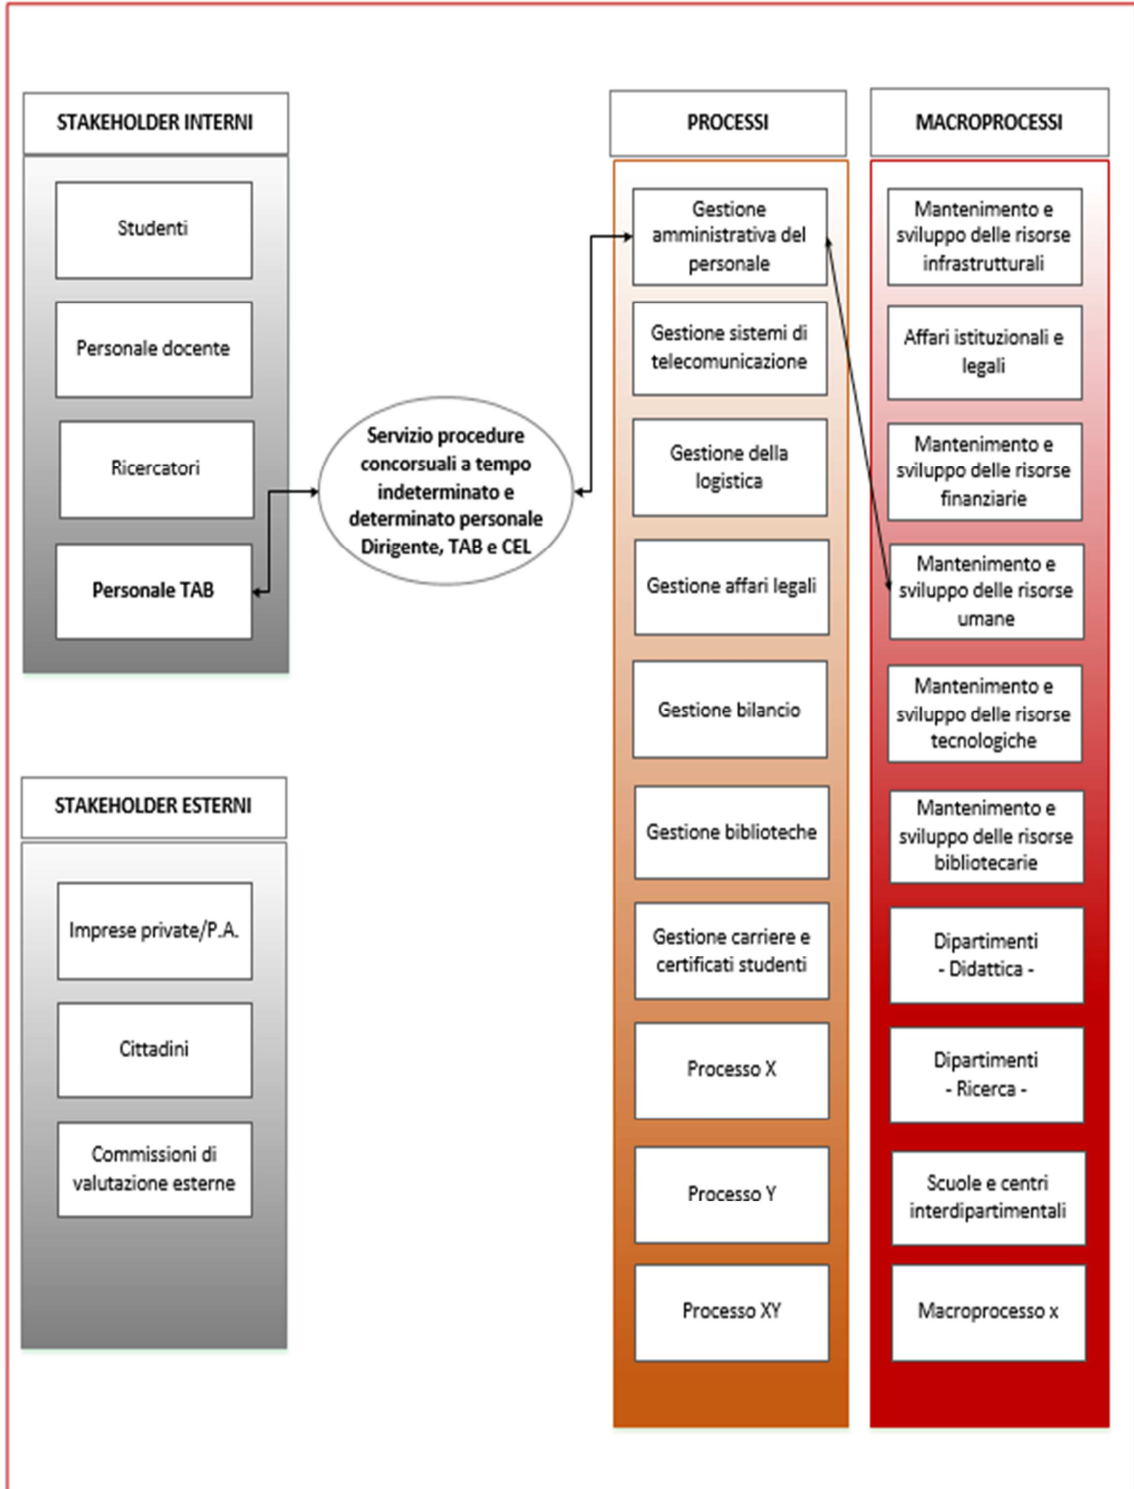 STAKEHOLDER INTERNI
Studenti
Personale docente
Ricercatori
Personale TAB
STAKEHOLDER ESTERNI
Imprese private/P.A.
Cittadini
Commissioni di
valutazione esterne
Servizio procedure
concorsuali a tempo
indeterminato e
determinato personale
Dirigente, TAB e CEL
PROCESSI
Gestione
amministrativa del
personale
Gestione sistemi di
telecomunicazione
Gestione della
logistica
Gestione affari legali
Gestione bilancio
Gestione biblioteche
Gestione carriere e
certificati studenti
Processo X
Processo Y
Processo XY
MACROPROCESSI
Mantenimento e
sviluppo delle risorse
infrastrutturali
Affari istituzionali e
legali
Mantenimento e
sviluppo delle risorse
finanziarie
Mantenimento e
sviluppo delle risorse
umane
Mantenimento e
sviluppo delle risorse
tecnologiche
Mantenimento e
sviluppo delle risorse
bibliotecarie
Dipartimenti
- Didattica -
Dipartimenti
- Ricerca -
Scuole e centri
interdipartimentali
Macroprocesso x